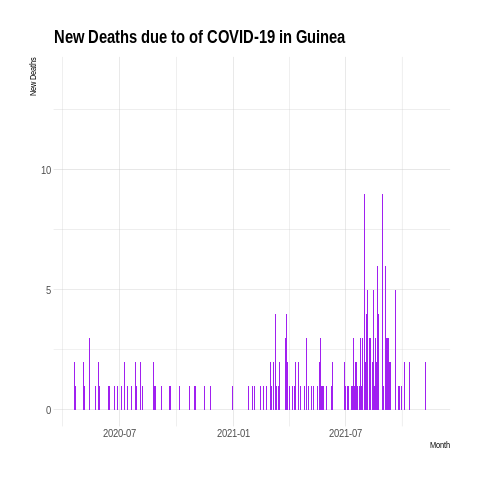 New Deaths due to of COVID-19 in Guinea
New Deaths
10
5
0
2020-07
2021-01
2021-07
Month